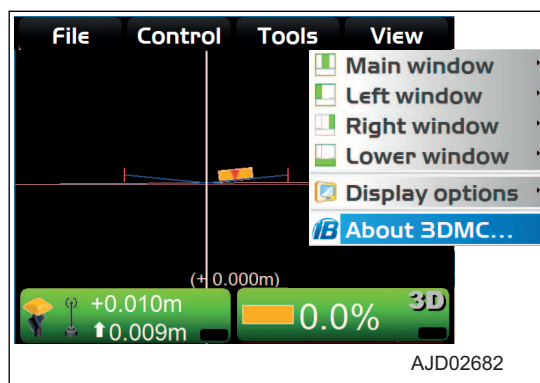 File Control Tools View
Main window
Left window
Right window
Lower window
Display options
iB About 3DMC...
(+ 0.000m)
+0.010m
0.009m
0.0%
3D
AJD02682